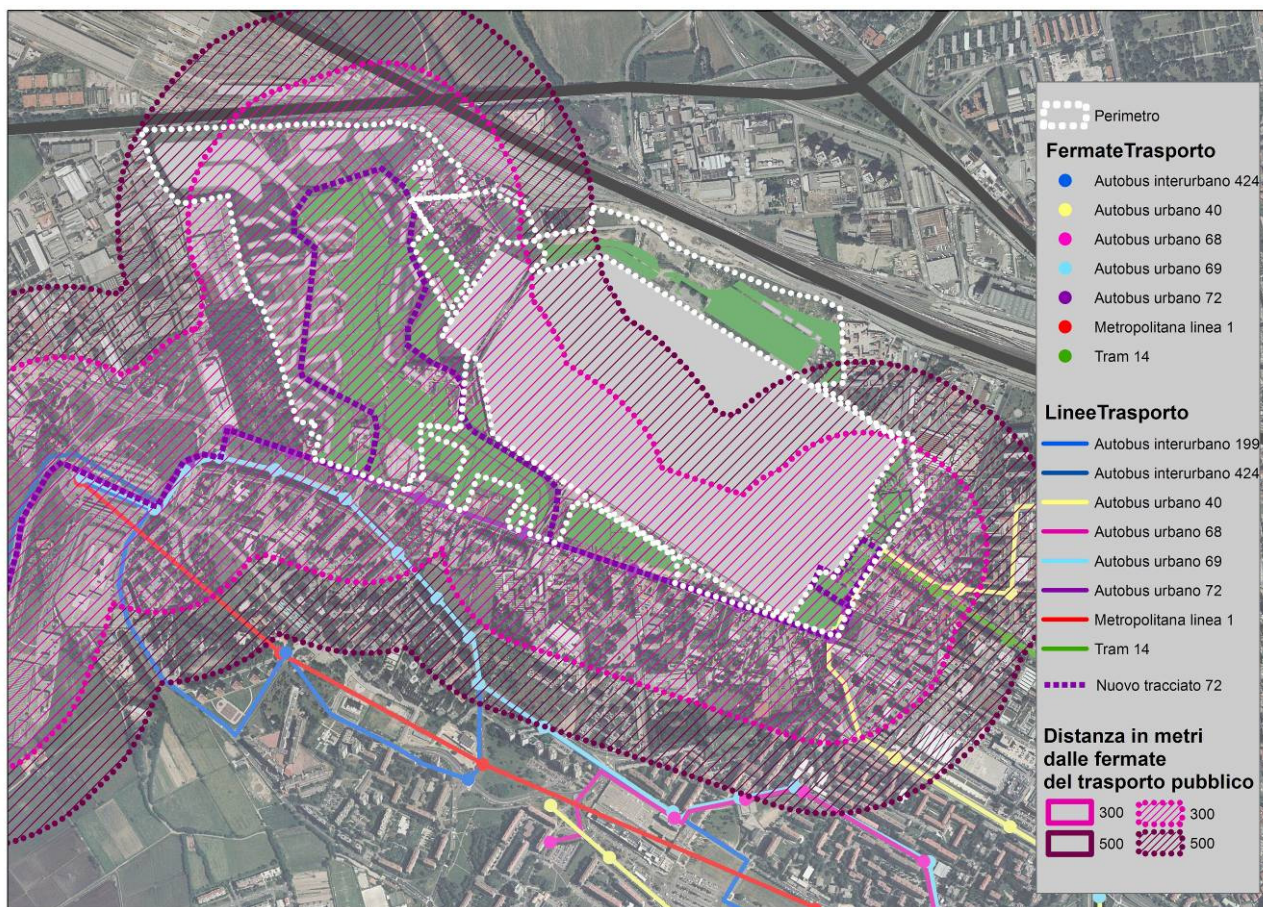 Perimetro
FermateTrasporto
Autobus interurbano 424
Autobus urbano 40
Autobus urbano 68
Autobus urbano 69
Autobus urbano 72
Metropolitana linea 1
Tram 14
LineeTrasporto
Autobus interurbano 199
Autobus interurbano 424
Autobus urbano 40
Autobus urbano 68
Autobus urbano 69
Autobus urbano 72
Metropolitana linea 1
Tram 14
Nuovo tracciato 72
Distanza in metri
dalle fermate
del trasporto pubblico
300 300
500 500